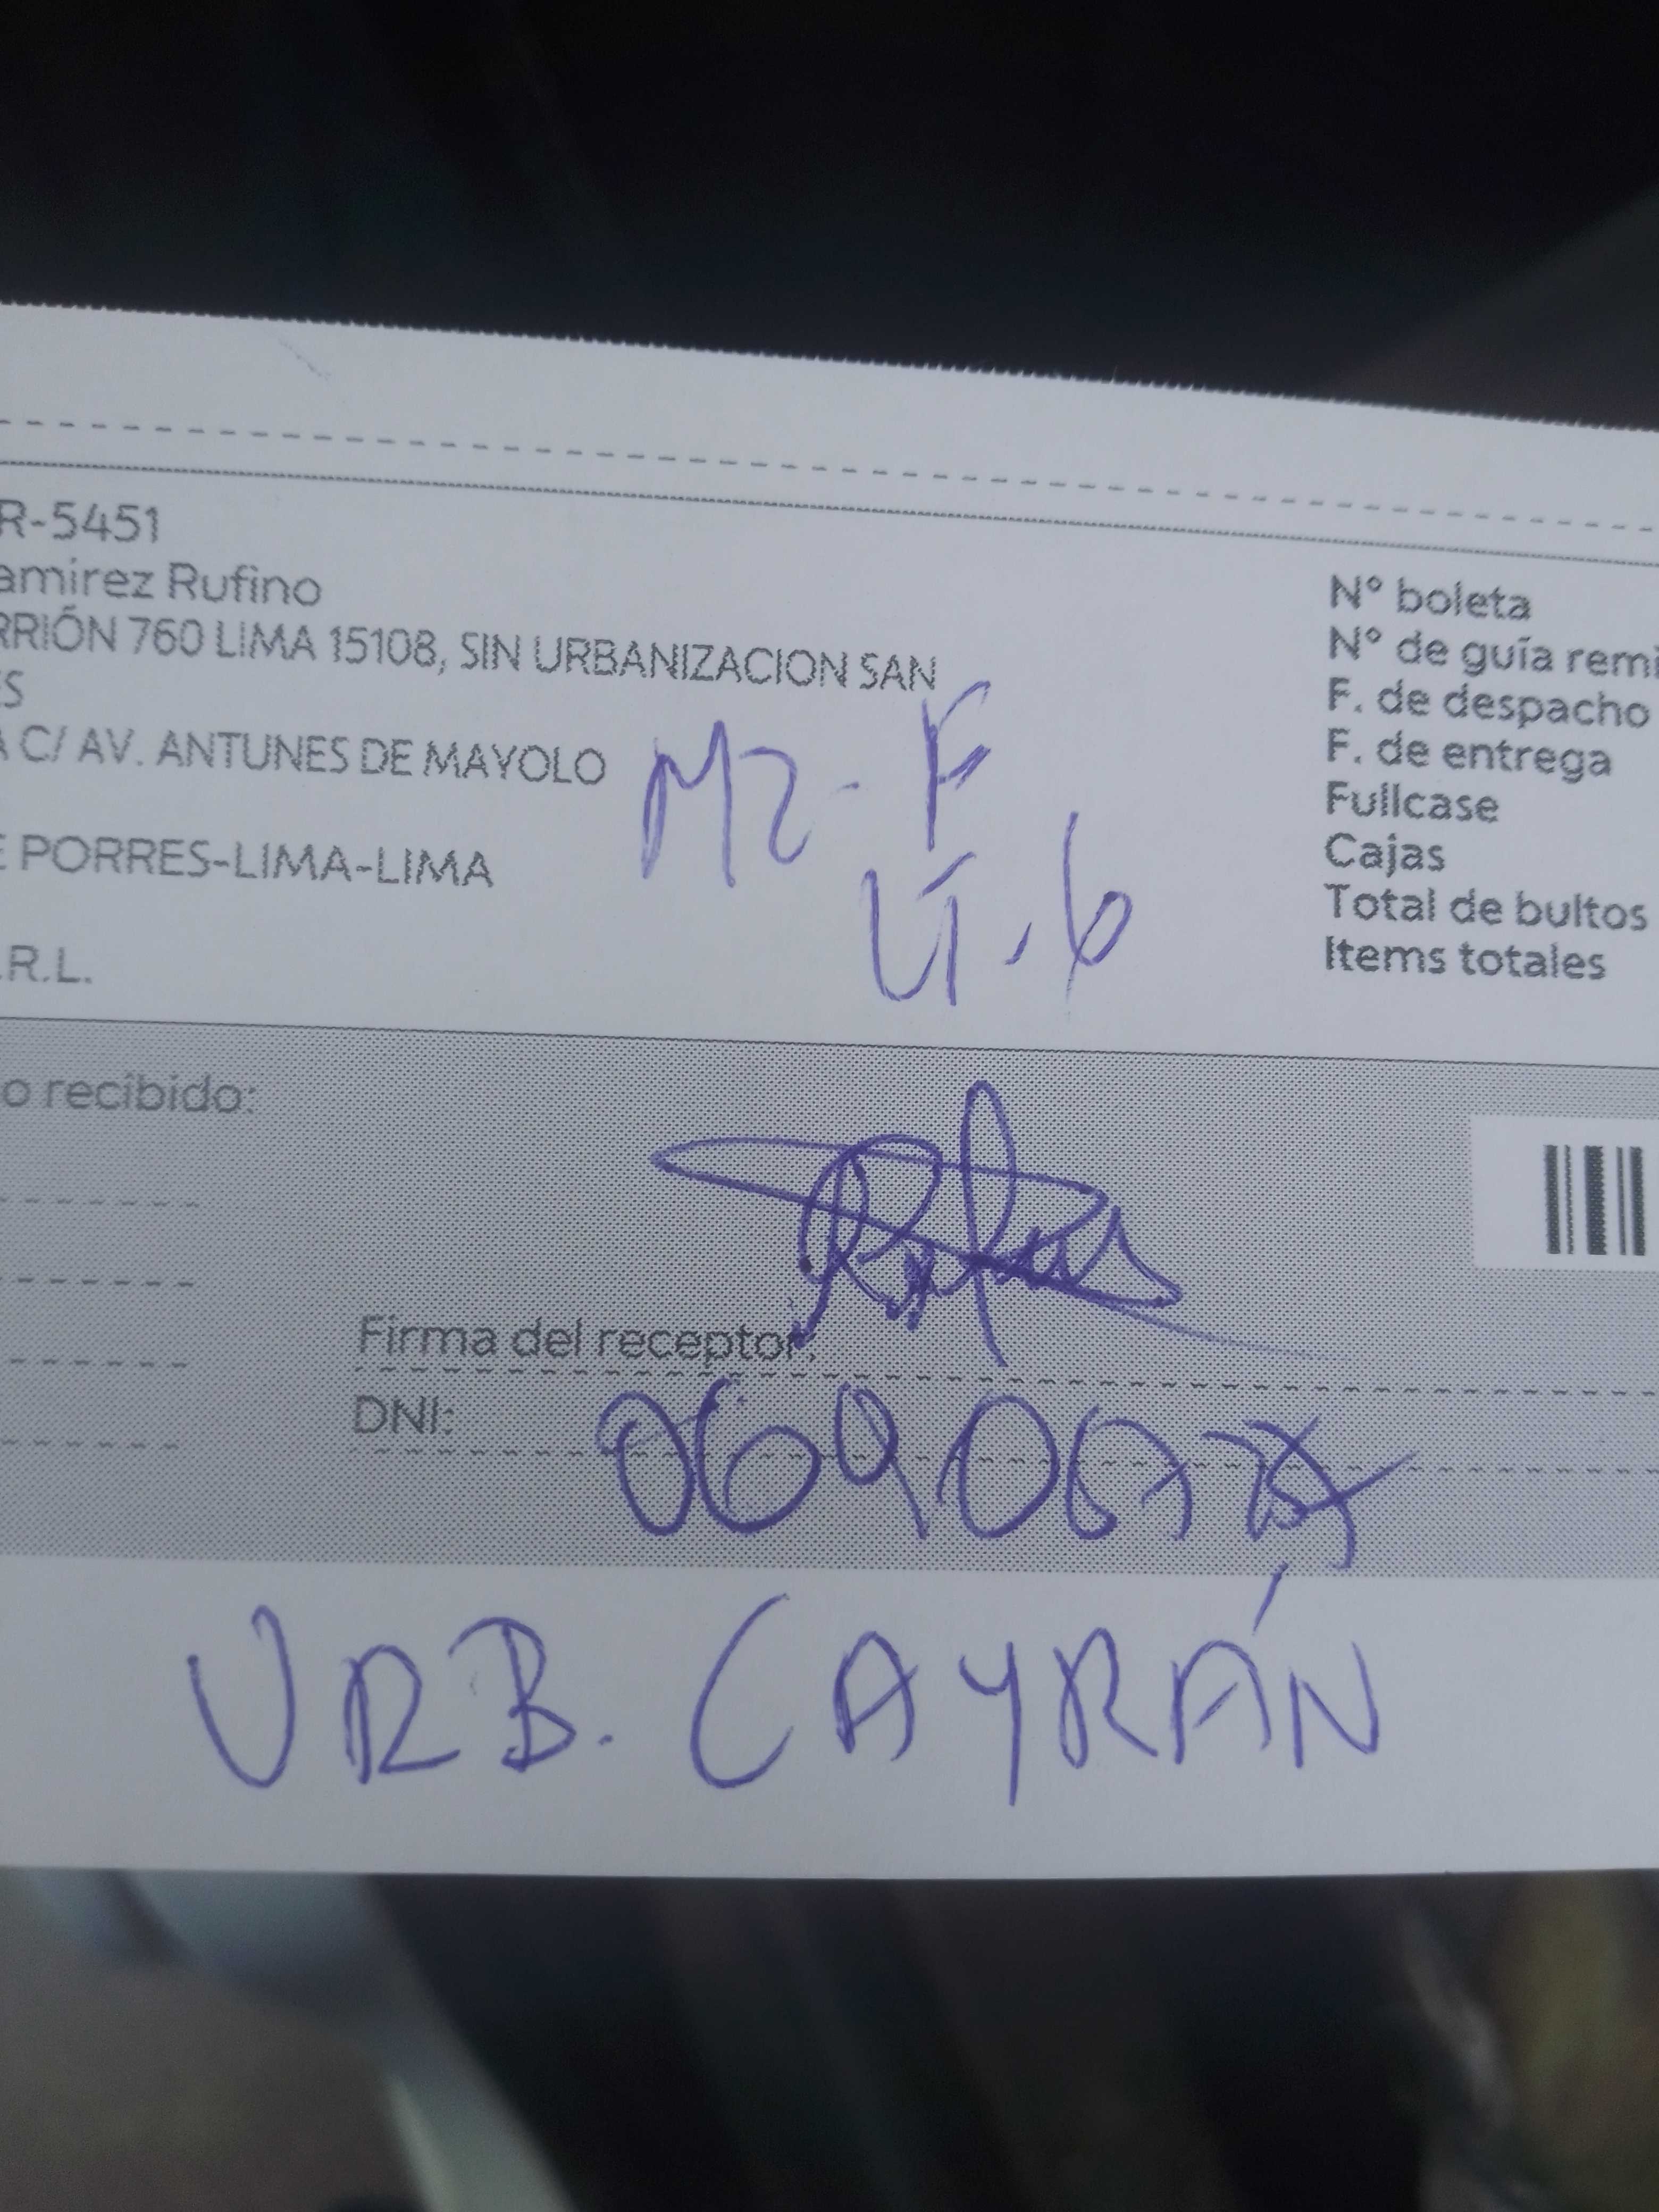 R-5451
amirez Rufino
RRIÓN 760 LIMA 15108, SIN URBANIZACION SAN
ES
A C/ AV. ANTUNES DE MAYOLO
E PORRES-LIMA-LIMA
.R.L.
Mz-F
LT.6
N° boleta
N° de guía remi
F. de despacho
F. de entrega
Fullcase
Cajas
Total de bultos
Items totales
o recibido:
Firma del receptor:
DNI:
URB. CAYRÁN